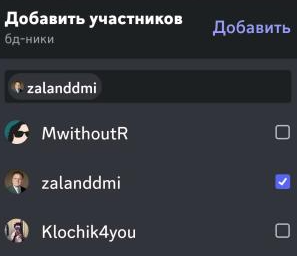 Добавить участников
Добавить
бд-ники
zalanddmi
MwithoutR
zalanddmi
Klochik4you